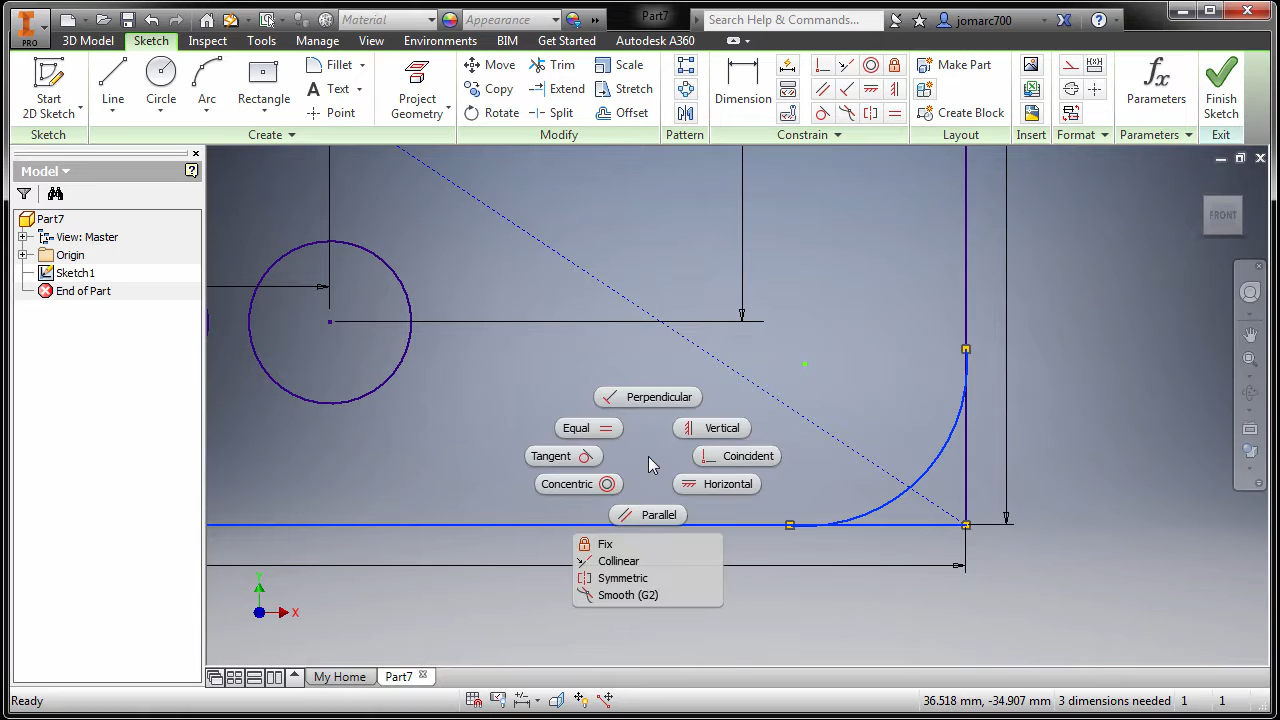 Material
Appearance
Part7
Search Help & Commands...
jomarc700
PRO
3D Model
Sketch
Inspect
Tools
Manage
View
Environments
BIM
Get Started
Autodesk A360
Start
2D Sketch
Line
Circle
Arc
Rectangle
Fillet
Text
Point
Project
Geometry
Move
Copy
Rotate
Trim
Extend
Split
Scale
Stretch
Offset
Dimension
Make Part
Create Block
Parameters
Finish
Sketch
Sketch
Create
Modify
Pattern
Constrain
Layout
Insert
Format
Parameters
Exit
Model
Part7
View: Master
Origin
Sketch1
End of Part
FRONT
Perpendicular
Equal
Vertical
Tangent
Coincident
Concentric
Horizontal
Parallel
Fix
Collinear
Symmetric
Smooth (G2)
Y
X
My Home
Part7
Ready
36.518 mm, -34.907 mm
3 dimensions needed
1
1